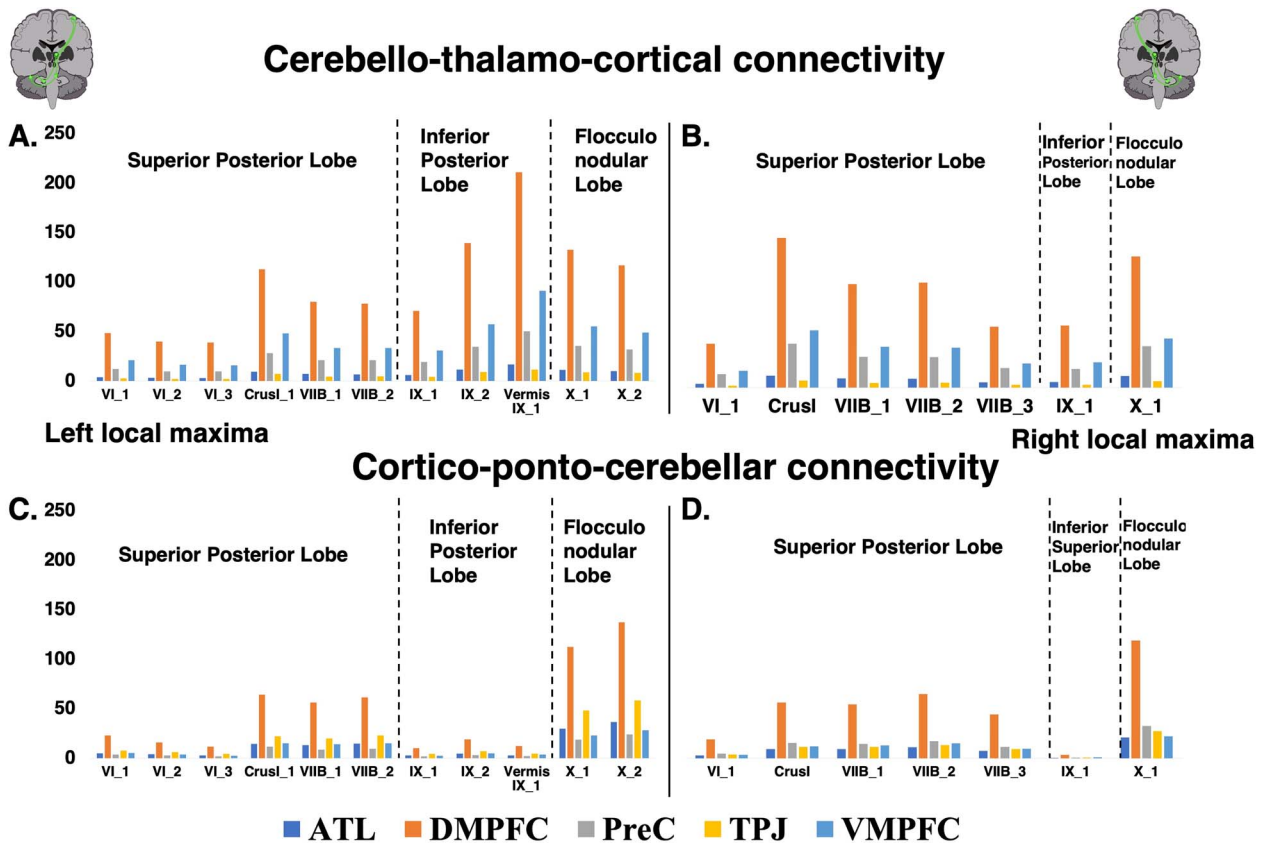 Cerebello-thalamo-cortical connectivity
A.
250
200
150
100
50
0
Superior Posterior Lobe
Inferior
Posterior
Lobe
Flocculo
nodular
Lobe
VI_1 VI_2 VI_3 CrusI_1 VIIB_1 VIIB_2 IX_1 IX_2 Vermis X_1 X_2
IX_1
B.
Superior Posterior Lobe
Inferior
Posterior
Lobe
Flocculo
nodular
Lobe
VI_1 CrusI VIIB_1 VIIB_2 VIIB_3 IX_1 X_1
Left local maxima
Right local maxima
Cortico-ponto-cerebellar connectivity
C.
250
200
150
100
50
0
Superior Posterior Lobe
Inferior
Posterior
Lobe
Flocculo
nodular
Lobe
VI_1 VI_2 VI_3 CrusI_1 VIIB_1 VIIB_2 IX_1 IX_2 Vermis X_1 X_2
IX_1
D.
Superior Posterior Lobe
Inferior
Superior
Lobe
Flocculo
nodular
Lobe
VI_1 CrusI VIIB_1 VIIB_2 VIIB_3 IX_1 X_1
ATL DMPFC PreC TPJ VMPFC